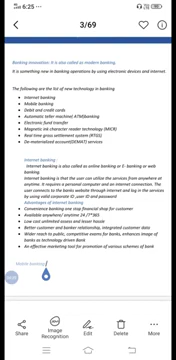 6:25
3/69
Banking innovation: It is also called as modern banking.
It is something new in banking operations by using electronic devices and internet.
The following are the list of new technology in banking
• Internet banking
• Mobile banking
• Debit and credit cards
• Automatic teller machine( ATM)banking
• Electronic fund transfer
• Magnetic ink character reader technology (MICR)
• Real time gross settlement system (RTGS)
• De-materialized account(DEMAT) services
Internet banking:
Internet banking is also called as online banking or E- banking or web
banking.
Internet banking is that the user can utilize the services from anywhere at
anytime. It requires a personal computer and an internet connection. The
user connects to the banks website through internet and log in for the services
by using valid corporate ID ,user ID and password
Advantages of internet banking
• Convenience banking one stop financial shop for customer
• Available anywhere/ anytime 24 /7*365
• Low cost unlimited access and lesser hassle
• Better customer and banker relationship, integrated customer data
• Wider reach to public, competitive exams for banks, enhances image of
banks as technology driven Bank
• An effective marketing tool for promotion of various schemes of bank
Mobile banking:
Share
Image
Recognition
Edit
Delete
More